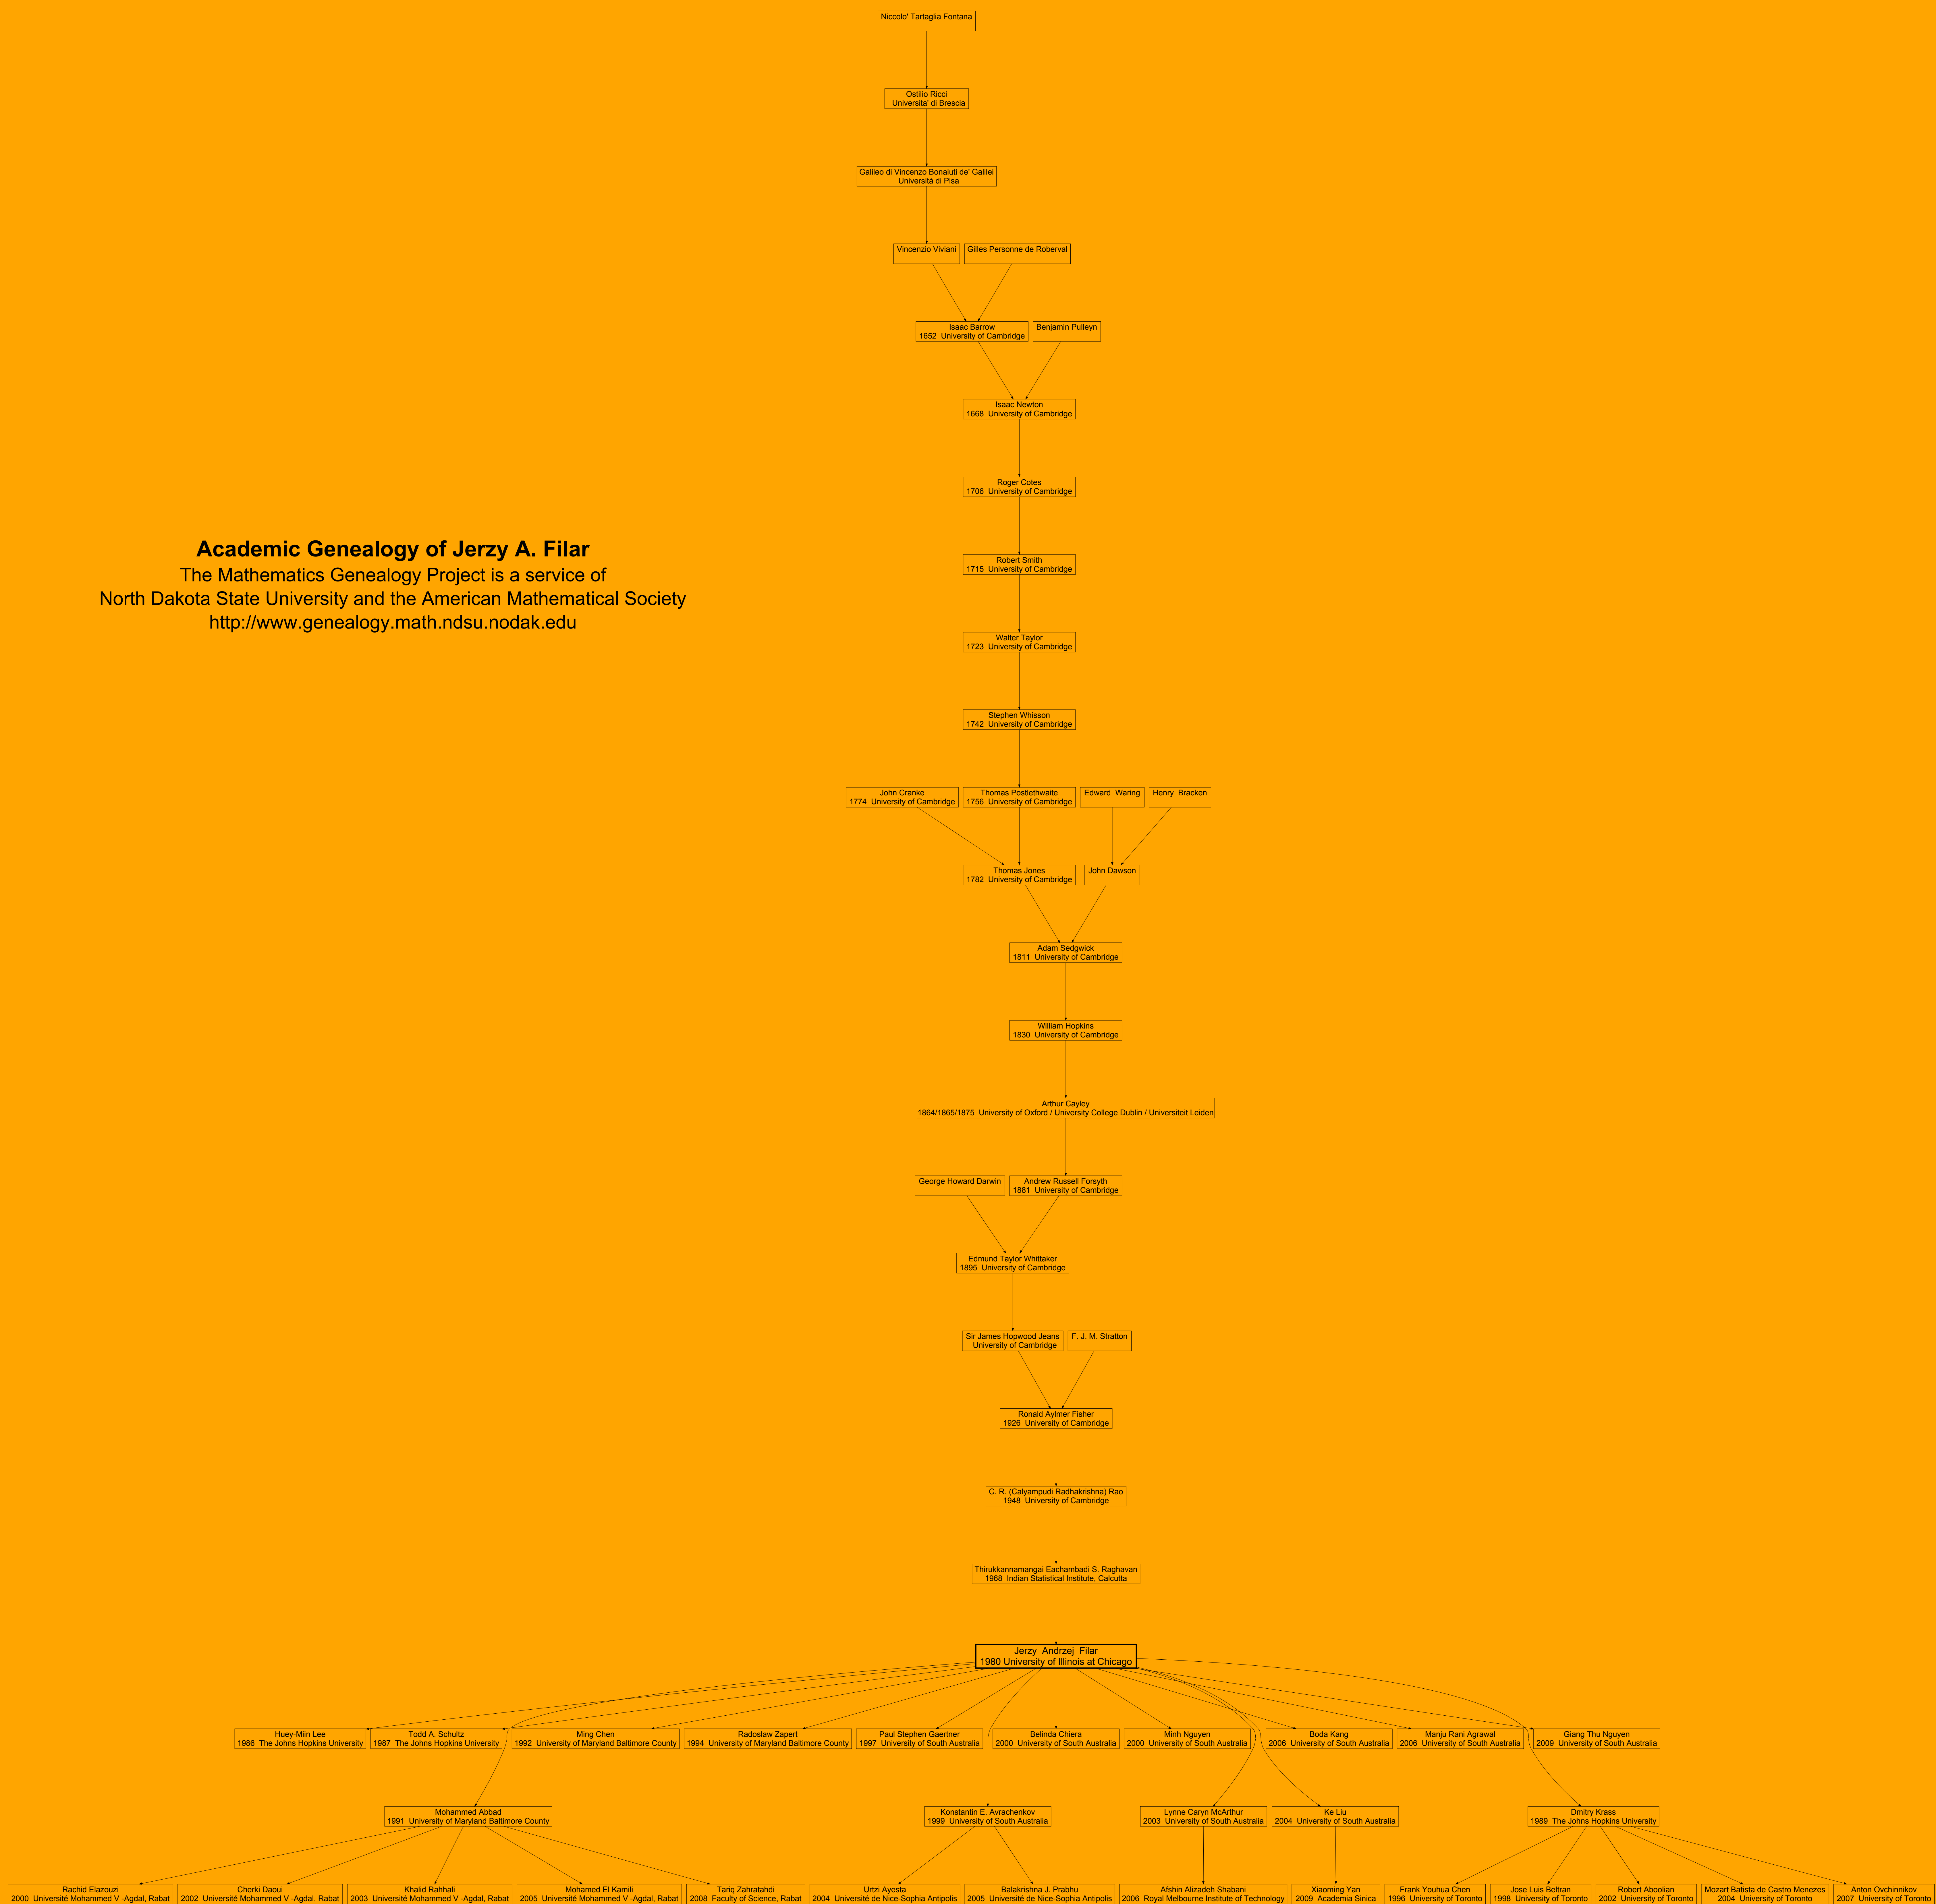 Niccolo' Tartaglia Fontana
Ostilio Ricci
Universita' di Brescia
Galileo di Vincenzo Bonaiuti de' Galilei
Università di Pisa
Vincenzio Viviani
Gilles Personne de Roberval
Isaac Barrow
1652 University of Cambridge
Benjamin Pulleyn
Isaac Newton
1668 University of Cambridge
Roger Cotes
1706 University of Cambridge
Academic Genealogy of Jerzy A. Filar
The Mathematics Genealogy Project is a service of
North Dakota State University and the American Mathematical Society
http://www.genealogy.math.ndsu.nodak.edu
Robert Smith
1715 University of Cambridge
Walter Taylor
1723 University of Cambridge
Stephen Whisson
1742 University of Cambridge
John Cranke
1774 University of Cambridge
Thomas Postlethwaite
1756 University of Cambridge
Edward Waring
Henry Bracken
Thomas Jones
1782 University of Cambridge
John Dawson
Adam Sedgwick
1811 University of Cambridge
William Hopkins
1830 University of Cambridge
Arthur Cayley
1864/1865/1875 University of Oxford / University College Dublin / Universiteit Leiden
George Howard Darwin
Andrew Russell Forsyth
1881 University of Cambridge
Edmund Taylor Whittaker
1895 University of Cambridge
Sir James Hopwood Jeans
University of Cambridge
F. J. M. Stratton
Ronald Aylmer Fisher
1926 University of Cambridge
C. R. (Calyampudi Radhakrishna) Rao
1948 University of Cambridge
Thirukkannamangai Eachambadi S. Raghavan
1968 Indian Statistical Institute, Calcutta
Jerzy Andrzej Filar
1980 University of Illinois at Chicago
Huey-Miin Lee
1986 The Johns Hopkins University
Todd A. Schultz
1987 The Johns Hopkins University
Ming Chen
1992 University of Maryland Baltimore County
Radoslaw Zapert
1994 University of Maryland Baltimore County
Paul Stephen Gaertner
1997 University of South Australia
Belinda Chiera
2000 University of South Australia
Minh Nguyen
2000 University of South Australia
Boda Kang
2006 University of South Australia
Manju Rani Agrawal
2006 University of South Australia
Giang Thu Nguyen
2009 University of South Australia
Mohammed Abbad
1991 University of Maryland Baltimore County
Konstantin E. Avrachenkov
1999 University of South Australia
Lynne Caryn McArthur
2003 University of South Australia
Ke Liu
2004 University of South Australia
Dmitry Krass
1989 The Johns Hopkins University
Rachid Elazouzi
2000 Université Mohammed V -Agdal, Rabat
Cherki Daoui
2002 Université Mohammed V -Agdal, Rabat
Khalid Rahhali
2003 Université Mohammed V -Agdal, Rabat
Mohamed El Kamili
2005 Université Mohammed V -Agdal, Rabat
Tariq Zahratahdi
2008 Faculty of Science, Rabat
Urtzi Ayesta
2004 Université de Nice-Sophia Antipolis
Balakrishna J. Prabhu
2005 Université de Nice-Sophia Antipolis
Afshin Alizadeh Shabani
2006 Royal Melbourne Institute of Technology
Xiaoming Yan
2009 Academia Sinica
Frank Youhua Chen
1996 University of Toronto
Jose Luis Beltran
1998 University of Toronto
Robert Aboolian
2002 University of Toronto
Mozart Batista de Castro Menezes
2004 University of Toronto
Anton Ovchinnikov
2007 University of Toronto